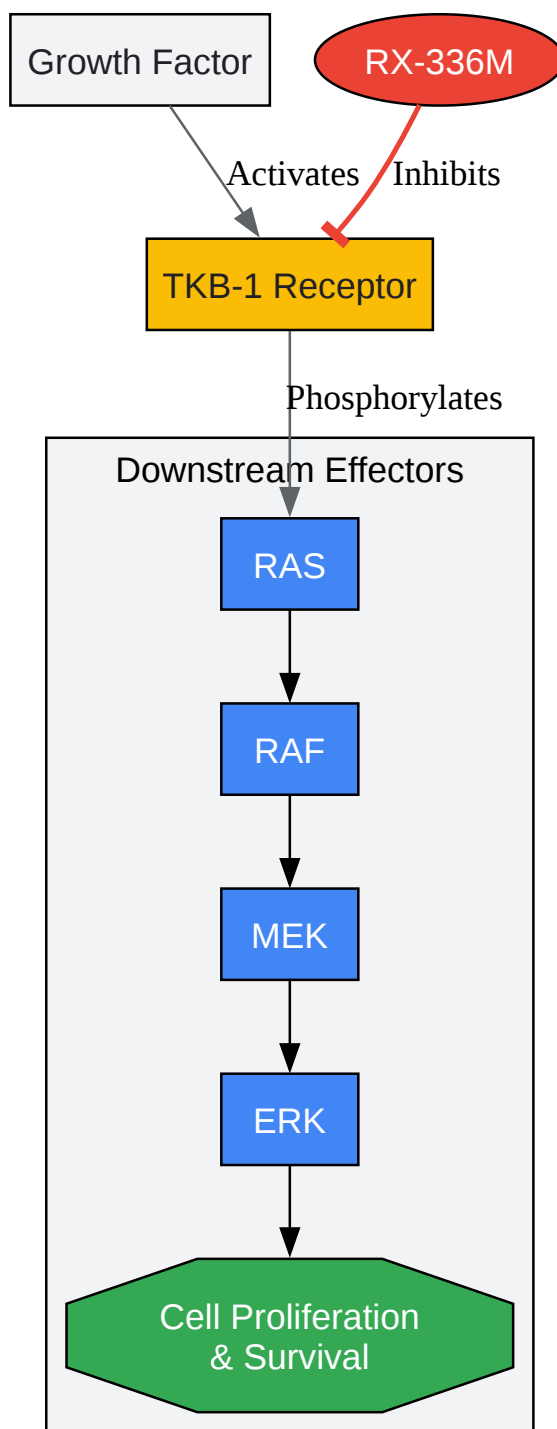 Growth Factor
RX-336M
Activates
Inhibits
TKB-1 Receptor
Phosphorylates
Downstream Effectors
RAS
RAF
MEK
ERK
Cell Proliferation
& Survival